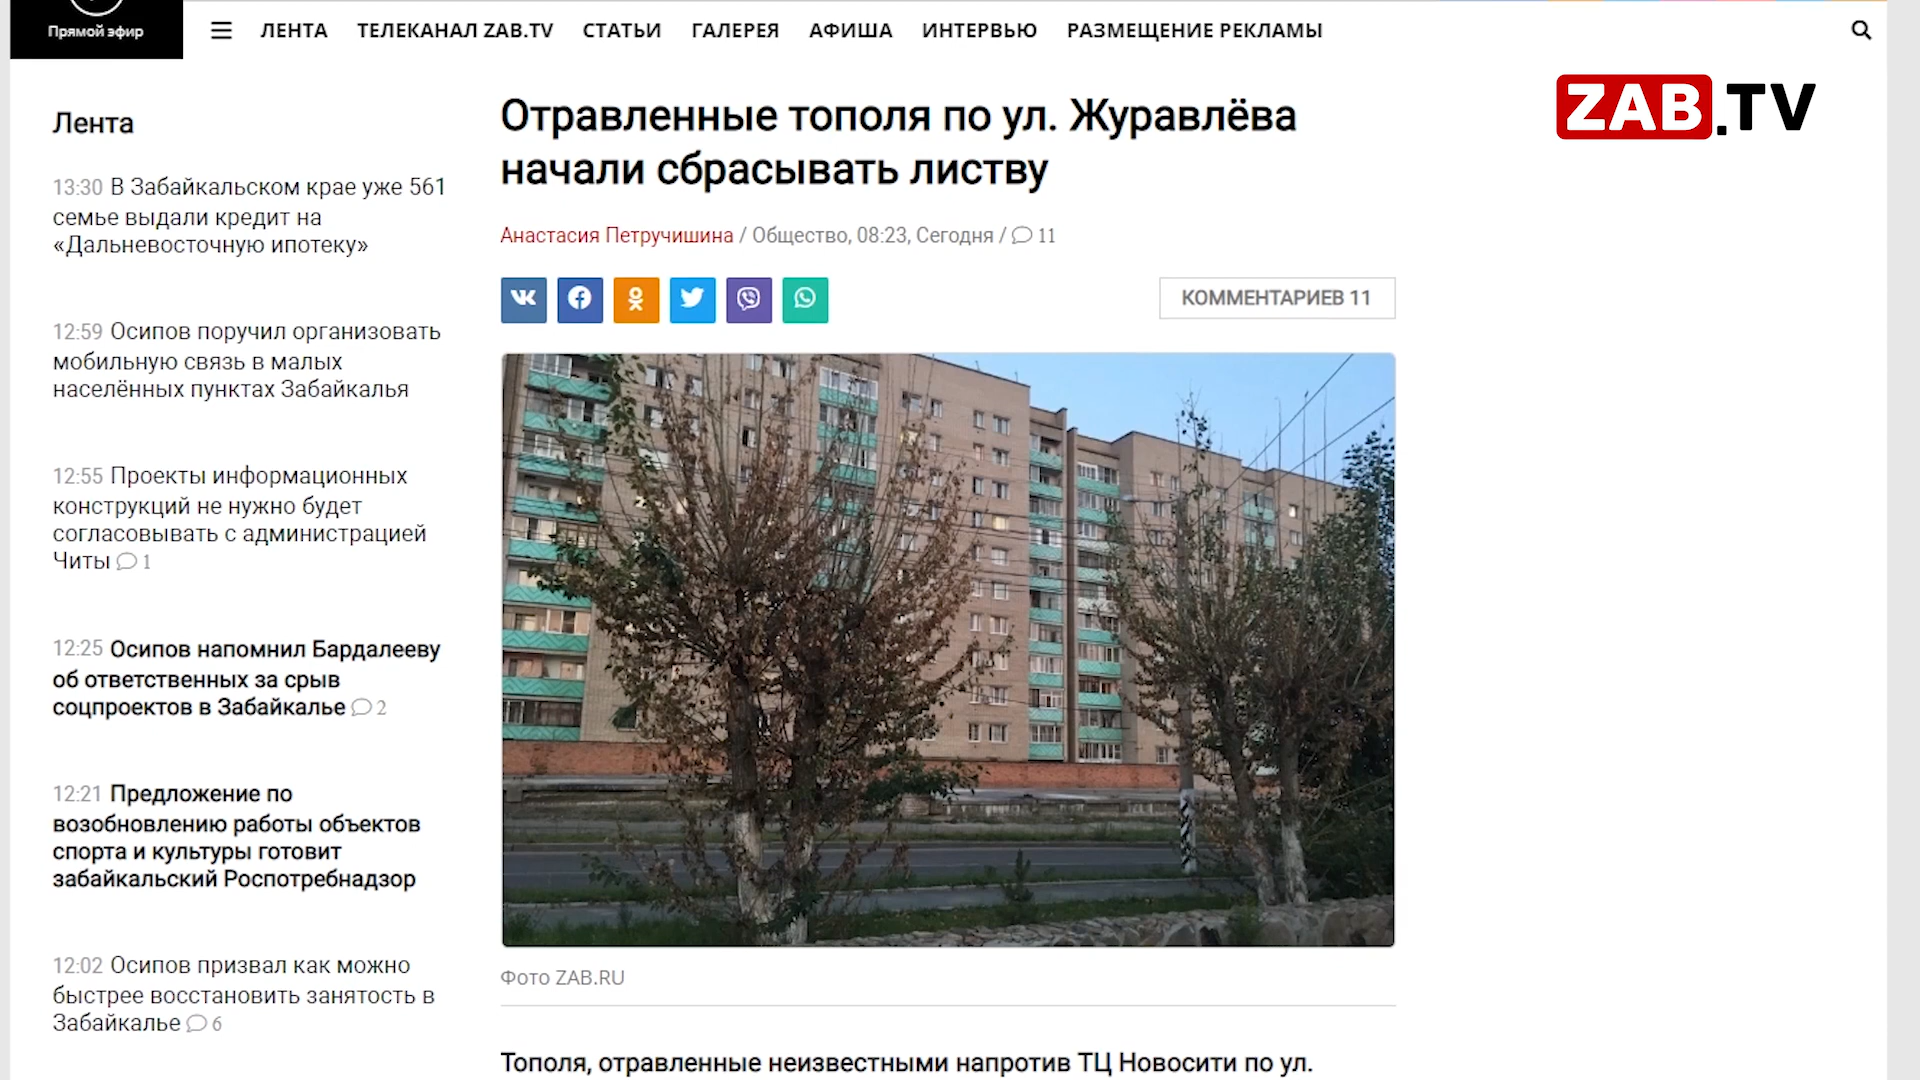 Прямой эфир
ЛЕНТА ТЕЛЕКАНАЛ ZAB.TV СТАТЬИ ГАЛЕРЕЯ АФИША ИНТЕРВЬЮ РАЗМЕЩЕНИЕ РЕКЛАМЫ
ZAB.TV
Лента
13:30 В Забайкальском крае уже 561
семье выдали кредит на
«Дальневосточную ипотеку»
12:59 Осипов поручил организовать
мобильную связь в малых
населённых пунктах Забайкалья
12:55 Проекты информационных
конструкций не нужно будет
согласовывать с администрацией
Читы 1
12:25 Осипов напомнил Бардалееву
об ответственных за срыв
соцпроектов в Забайкалье 2
12:21 Предложение по
возобновлению работы объектов
спорта и культуры готовит
забайкальский Роспотребнадзор
12:02 Осипов призвал как можно
быстрее восстановить занятость в
Забайкалье 6
Отравленные тополя по ул. Журавлёва
начали сбрасывать листву
Анастасия Петручишина / Общество, 08:23, Сегодня / 11
КОММЕНТАРИЕВ 11
Фото ZAB.RU
Тополя, отравленные неизвестными напротив ТЦ Новосити по ул.